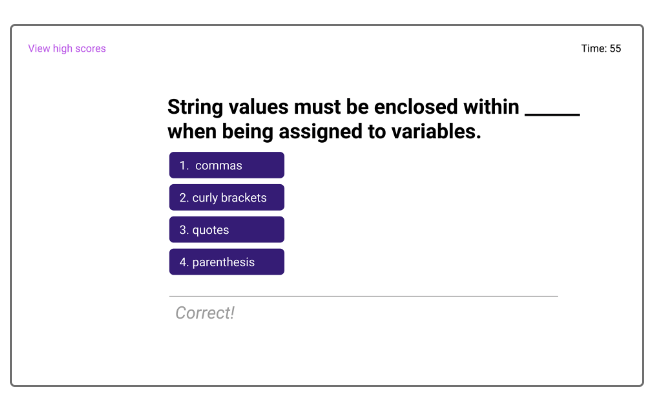 View high scores
Time: 55
String values must be enclosed within _____
when being assigned to variables.
1. commas
2. curly brackets
3. quotes
4. parenthesis
Correct!